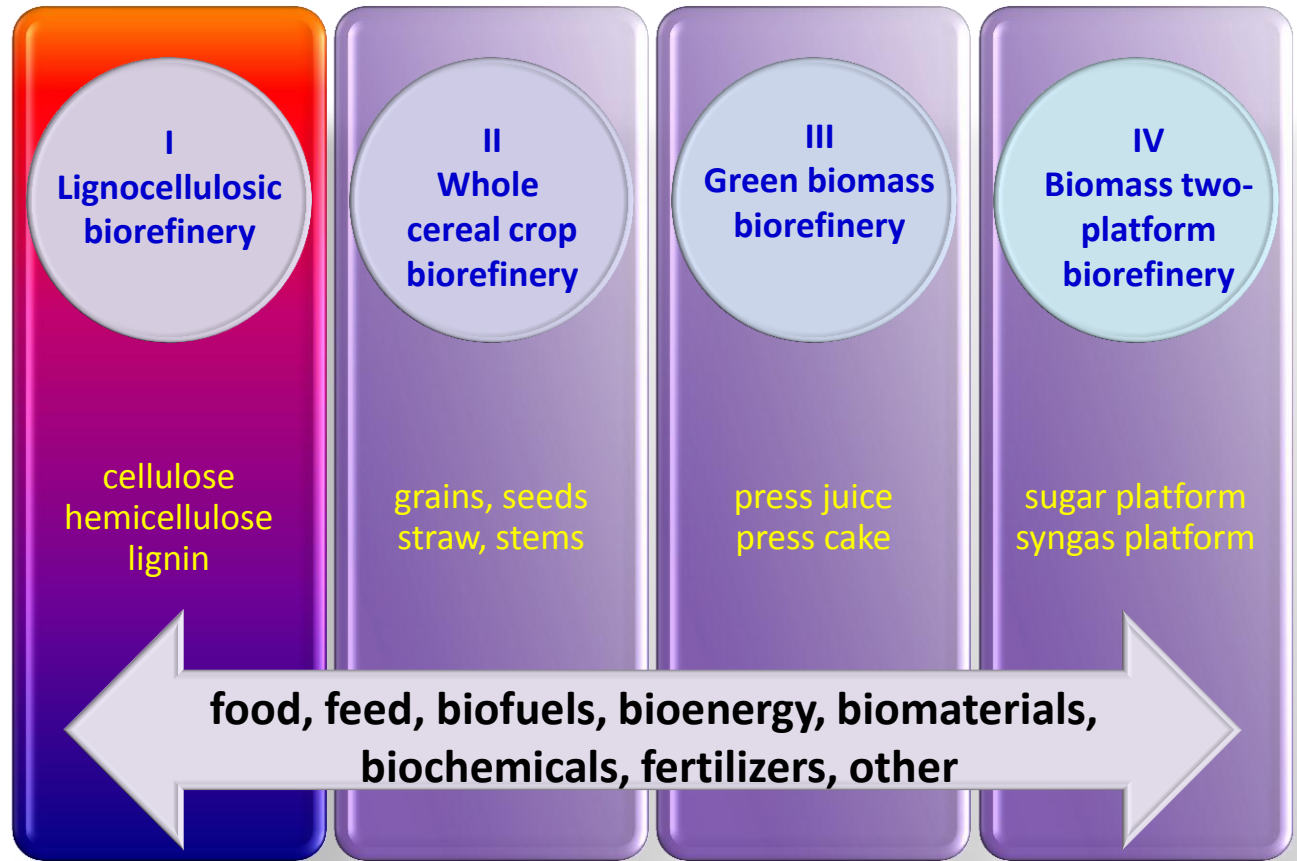 I
Lignocellulosic
biorefinery
II
Whole
cereal crop
biorefinery
III
Green biomass
biorefinery
IV
Biomass two-
platform
biorefinery
cellulose
hemicellulose
lignin
grains, seeds
straw, stems
press juice
press cake
sugar platform
syngas platform
food, feed, biofuels, bioenergy, biomaterials,
biochemicals, fertilizers, other